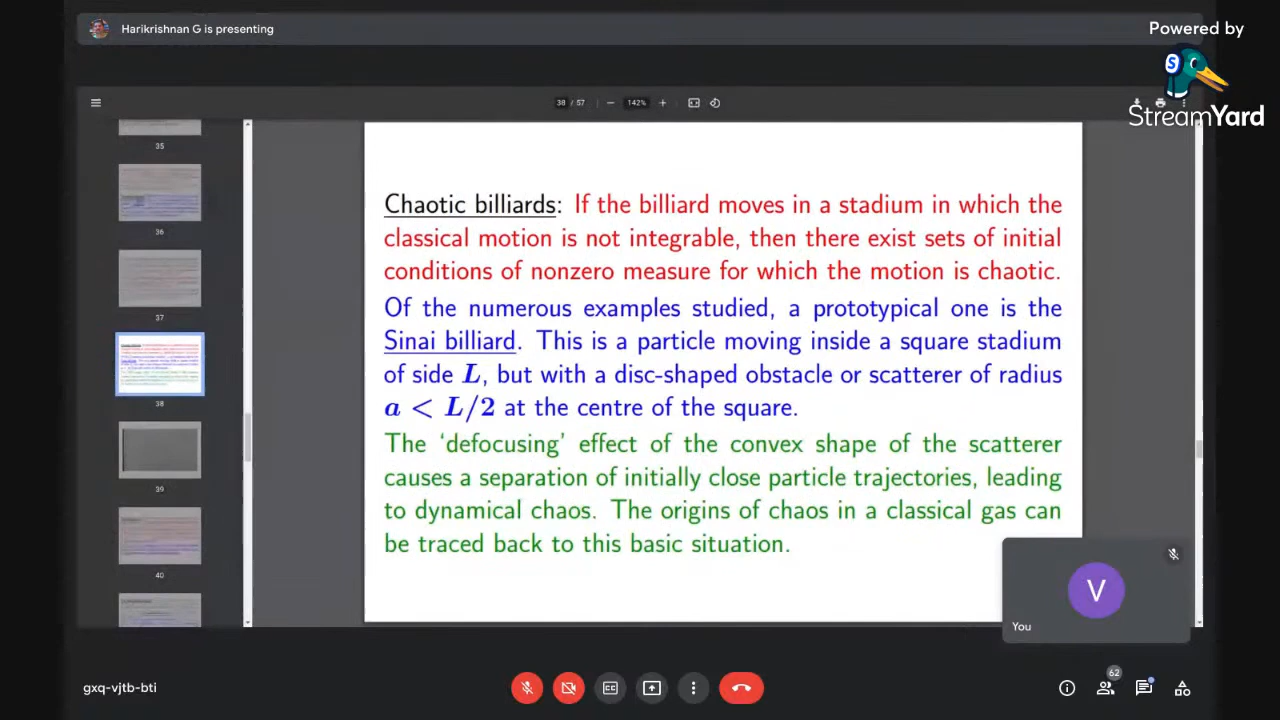 Harikrishnan G is presenting
Powered by
StreamYard
38 / 57
142%
35
36
37
38
39
40
Chaotic billiards: If the billiard moves in a stadium in which the
classical motion is not integrable, then there exist sets of initial
conditions of nonzero measure for which the motion is chaotic.
Of the numerous examples studied, a prototypical one is the
Sinai billiard. This is a particle moving inside a square stadium
of side L, but with a disc-shaped obstacle or scatterer of radius
a < L/2 at the centre of the square.
The ‘defocusing’ effect of the convex shape of the scatterer
causes a separation of initially close particle trajectories, leading
to dynamical chaos. The origins of chaos in a classical gas can
be traced back to this basic situation.
V
You
gxq-vjtb-bti
CC
62